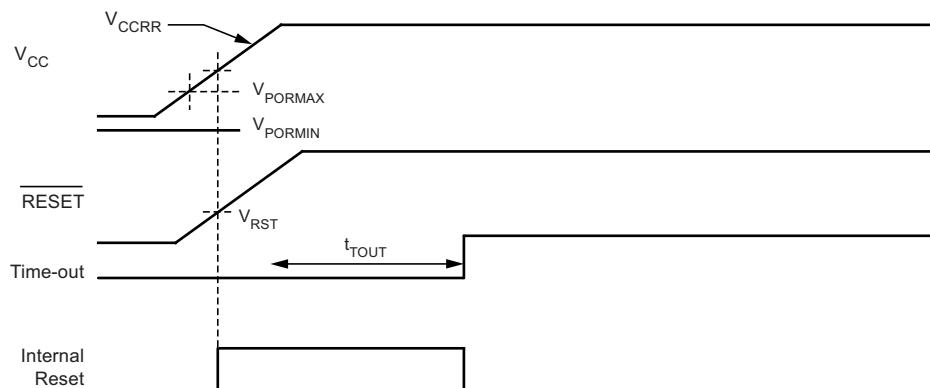 VCCRR
VCC
VPORMAX
VPORMIN
RESET
VRST
tTOUT
Time-out
Internal
Reset